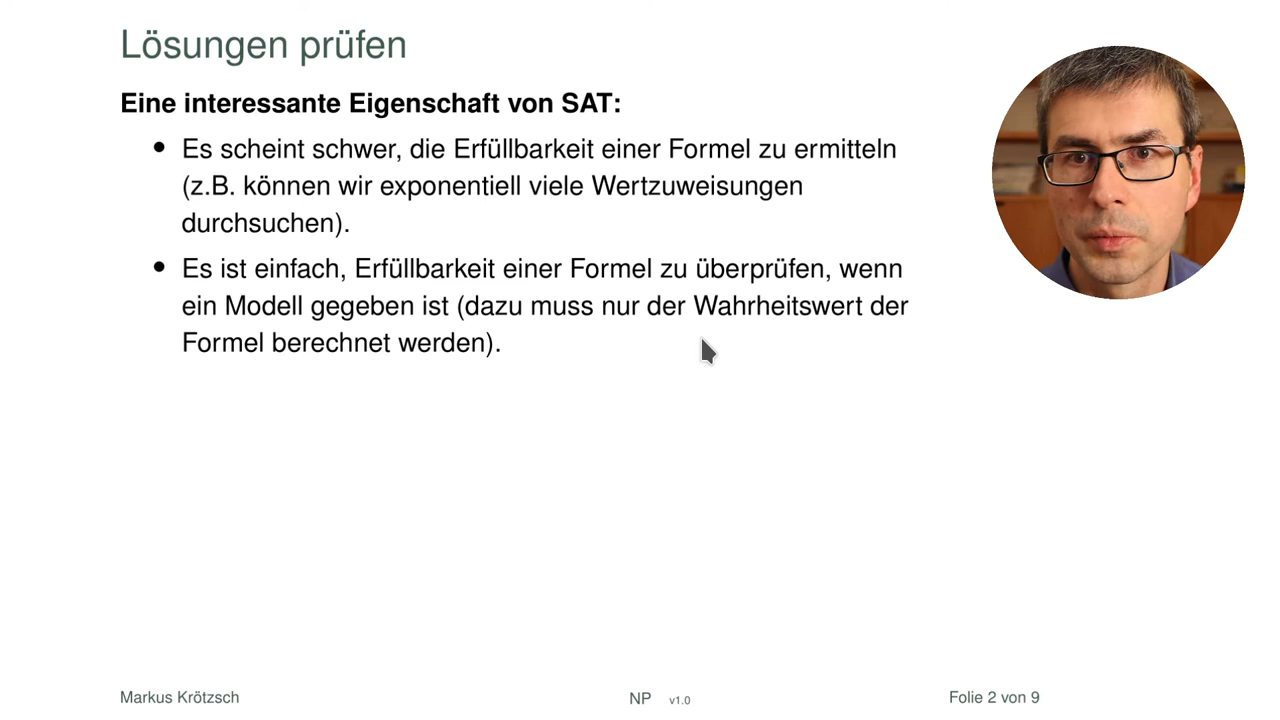 Lösungen prüfen
Eine interessante Eigenschaft von SAT:
• Es scheint schwer, die Erfüllbarkeit einer Formel zu ermitteln
(z.B. können wir exponentiell viele Wertzuweisungen
durchsuchen).
• Es ist einfach, Erfüllbarkeit einer Formel zu überprüfen, wenn
ein Modell gegeben ist (dazu muss nur der Wahrheitswert der
Formel berechnet werden).
Markus Krötzsch NP v1.0 Folie 2 von 9